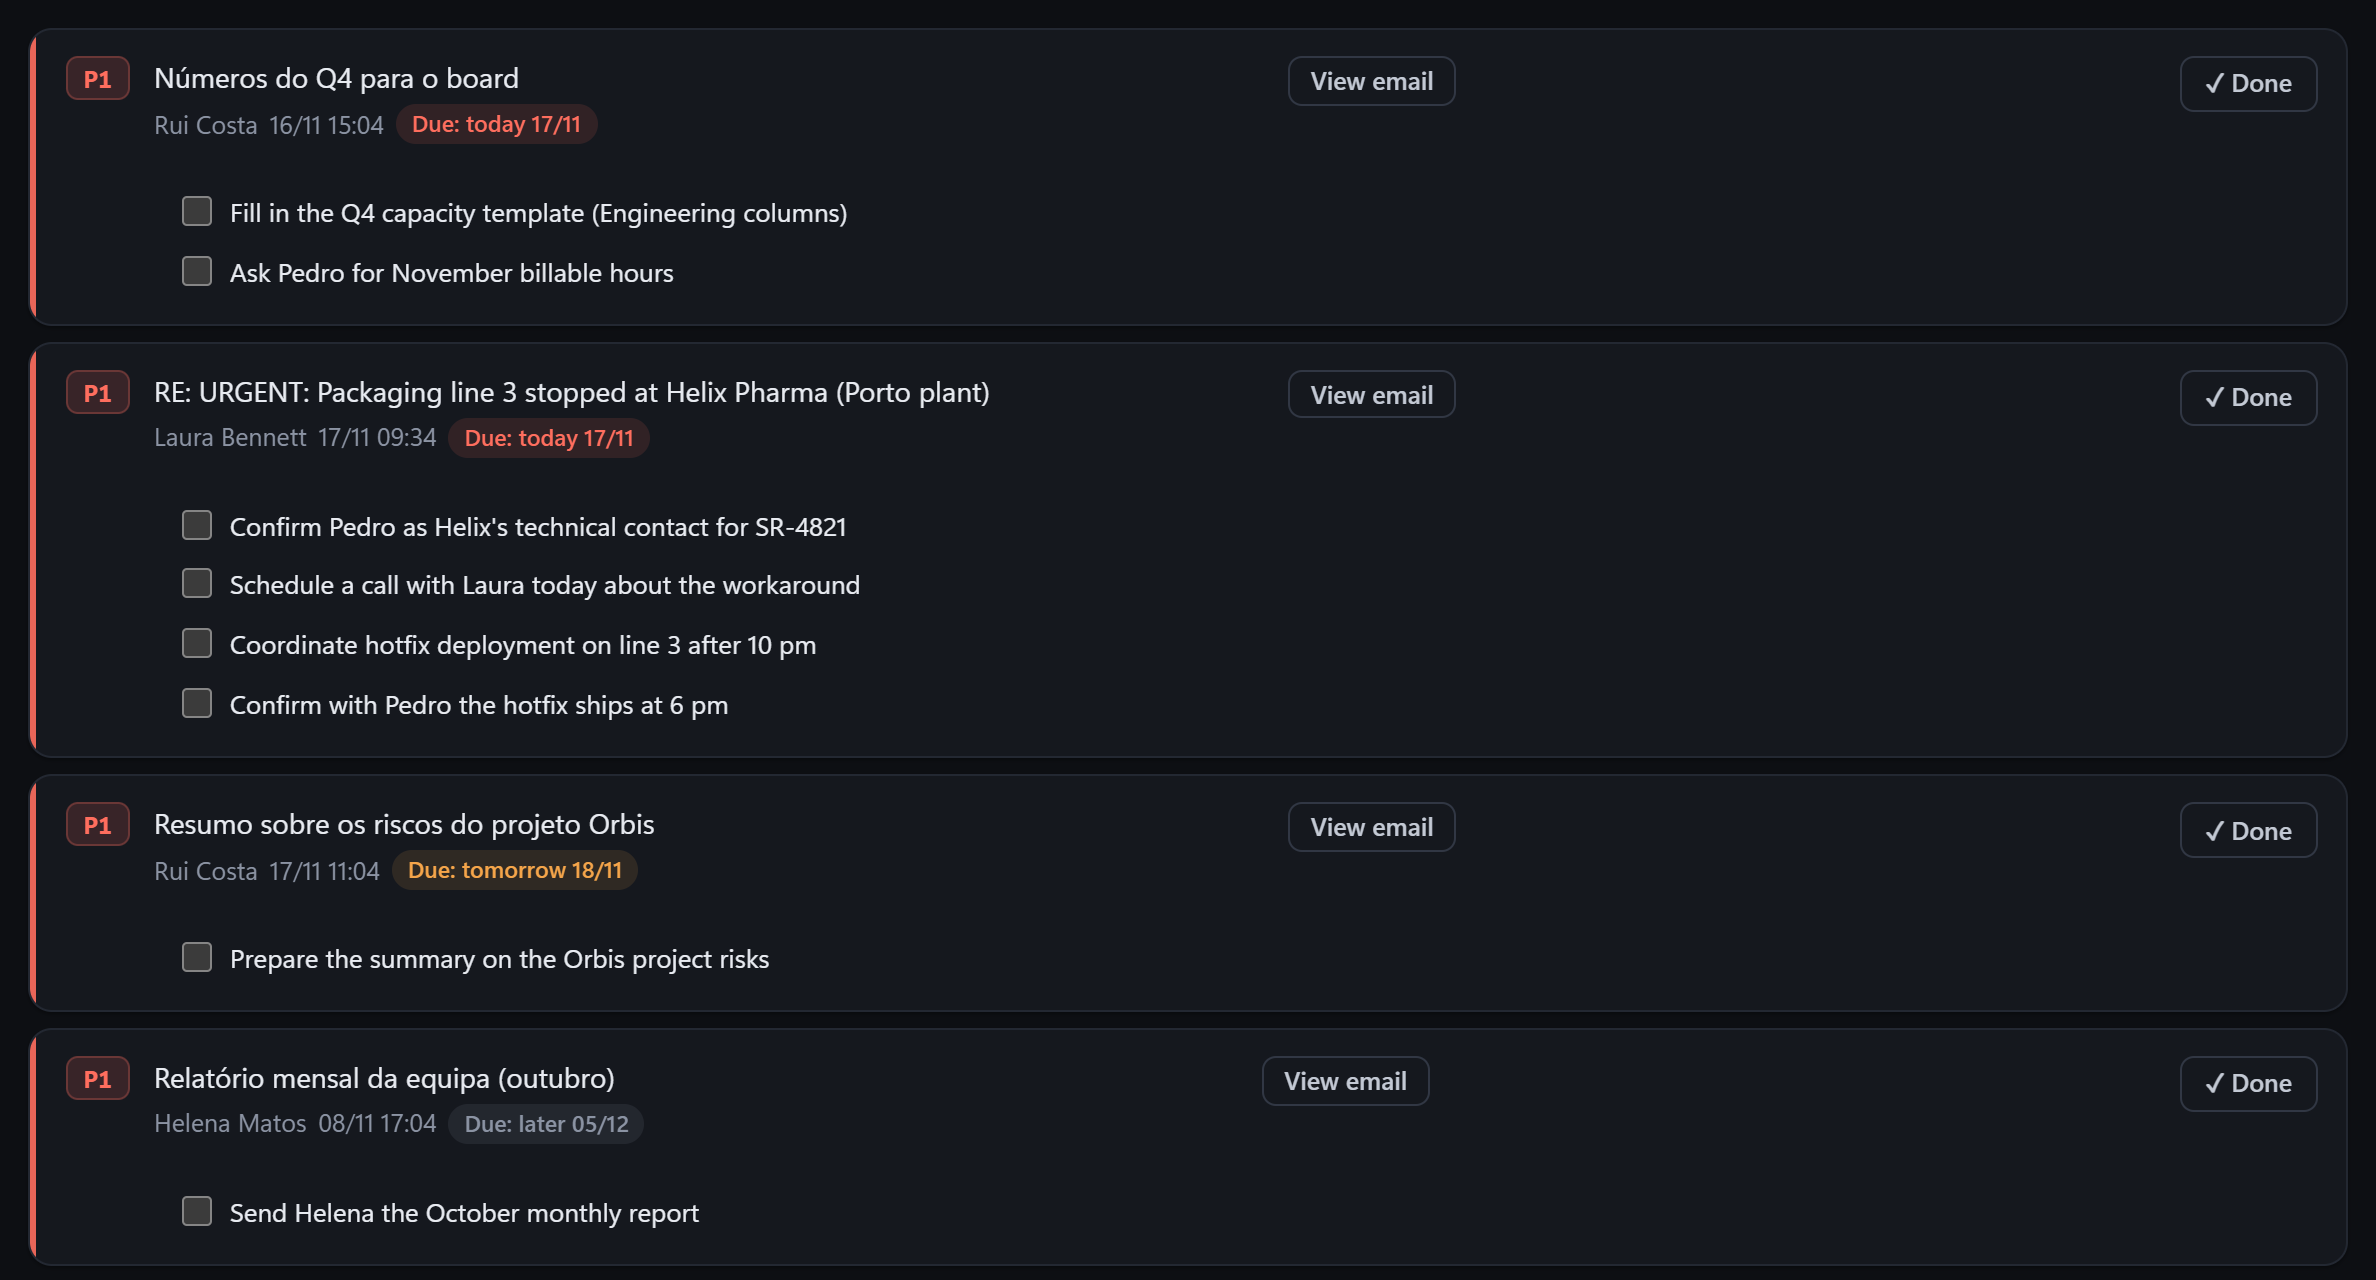 P1 Números do Q4 para o board View email ✓ Done
Rui Costa 16/11 15:04 Due: today 17/11
Fill in the Q4 capacity template (Engineering columns)
Ask Pedro for November billable hours
P1 RE: URGENT: Packaging line 3 stopped at Helix Pharma (Porto plant) View email ✓ Done
Laura Bennett 17/11 09:34 Due: today 17/11
Confirm Pedro as Helix's technical contact for SR-4821
Schedule a call with Laura today about the workaround
Coordinate hotfix deployment on line 3 after 10 pm
Confirm with Pedro the hotfix ships at 6 pm
P1 Resumo sobre os riscos do projeto Orbis View email ✓ Done
Rui Costa 17/11 11:04 Due: tomorrow 18/11
Prepare the summary on the Orbis project risks
P1 Relatório mensal da equipa (outubro) View email ✓ Done
Helena Matos 08/11 17:04 Due: later 05/12
Send Helena the October monthly report